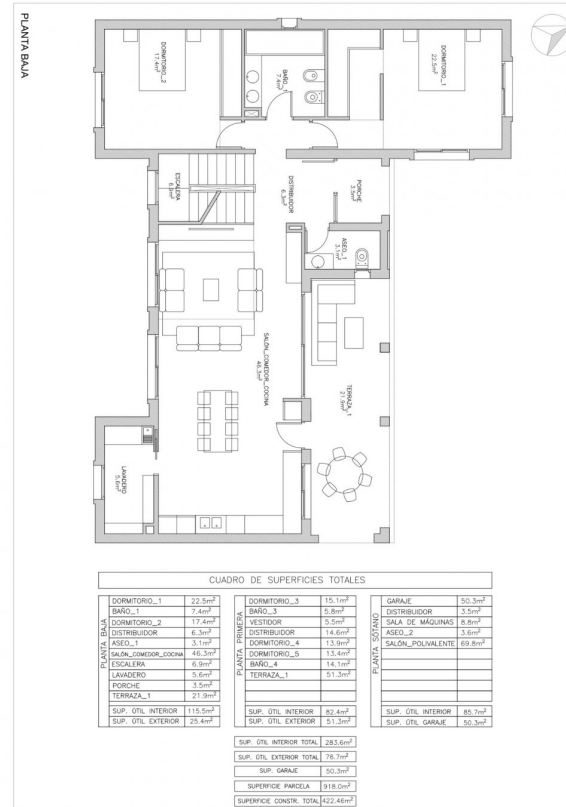 PLANTA BAJA
DORMITORIO_2
17.4m²
BAÑO_1
7.4m²
DORMITORIO_1
22.5m²
ESCALERA
6.9m²
DISTRIBUIDOR
6.3m²
PORCHE
3.5m²
ASEO_1
3.1m²
SALÓN_COMEDOR_COCINA
46.3m²
TERRAZA_1
21.9m²
LAVADERO
5.6m²
CUADRO DE SUPERFICIES TOTALES
PLANTA BAJA
DORMITORIO_1 22.5m²
BAÑO_1 7.4m²
DORMITORIO_2 17.4m²
DISTRIBUIDOR 6.3m²
ASEO_1 3.1m²
SALÓN_COMEDOR_COCINA 46.3m²
ESCALERA 6.9m²
LAVADERO 5.6m²
PORCHE 3.5m²
TERRAZA_1 21.9m²
SUP. ÚTIL INTERIOR 115.5m²
SUP. ÚTIL EXTERIOR 25.4m²
PLANTA PRIMERA
DORMITORIO_3 15.1m²
BAÑO_3 5.8m²
VESTIDOR 5.5m²
DISTRIBUIDOR 14.6m²
DORMITORIO_4 13.9m²
DORMITORIO_5 13.4m²
BAÑO_4 14.1m²
TERRAZA_1 51.3m²
SUP. ÚTIL INTERIOR 82.4m²
SUP. ÚTIL EXTERIOR 51.3m²
PLANTA SÓTANO
GARAJE 50.3m²
DISTRIBUIDOR 3.5m²
SALA DE MÁQUINAS 8.8m²
ASEO_2 3.6m²
SALÓN_POLIVALENTE 69.8m²
SUP. ÚTIL INTERIOR 85.7m²
SUP. ÚTIL GARAJE 50.3m²
SUP. ÚTIL INTERIOR TOTAL 283.6m²
SUP. ÚTIL EXTERIOR TOTAL 76.7m²
SUP. GARAJE 50.3m²
SUPERFICIE PARCELA 918.0m²
SUPERFICIE CONSTR. TOTAL 422.46m²